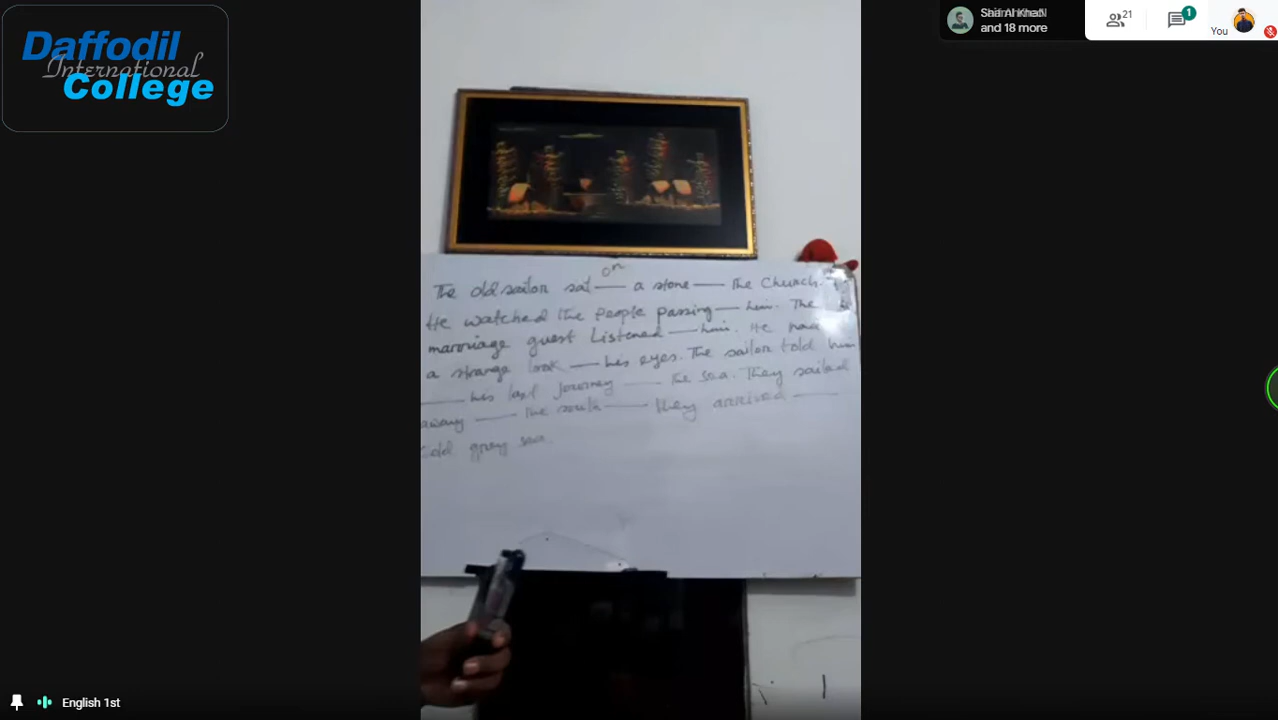 Daffodil
International
College
and 18 more
21
1
You
on
The old sailor sat —— a stone —— the Church.
He watched the people passing —— him. The
marriage guest Listened —— him. He had
a strange look —— his eyes. The sailor told him
—— his last Journey —— the sea. They sailed
away —— the south —— they arrived ——
cold grey sea.
English 1st